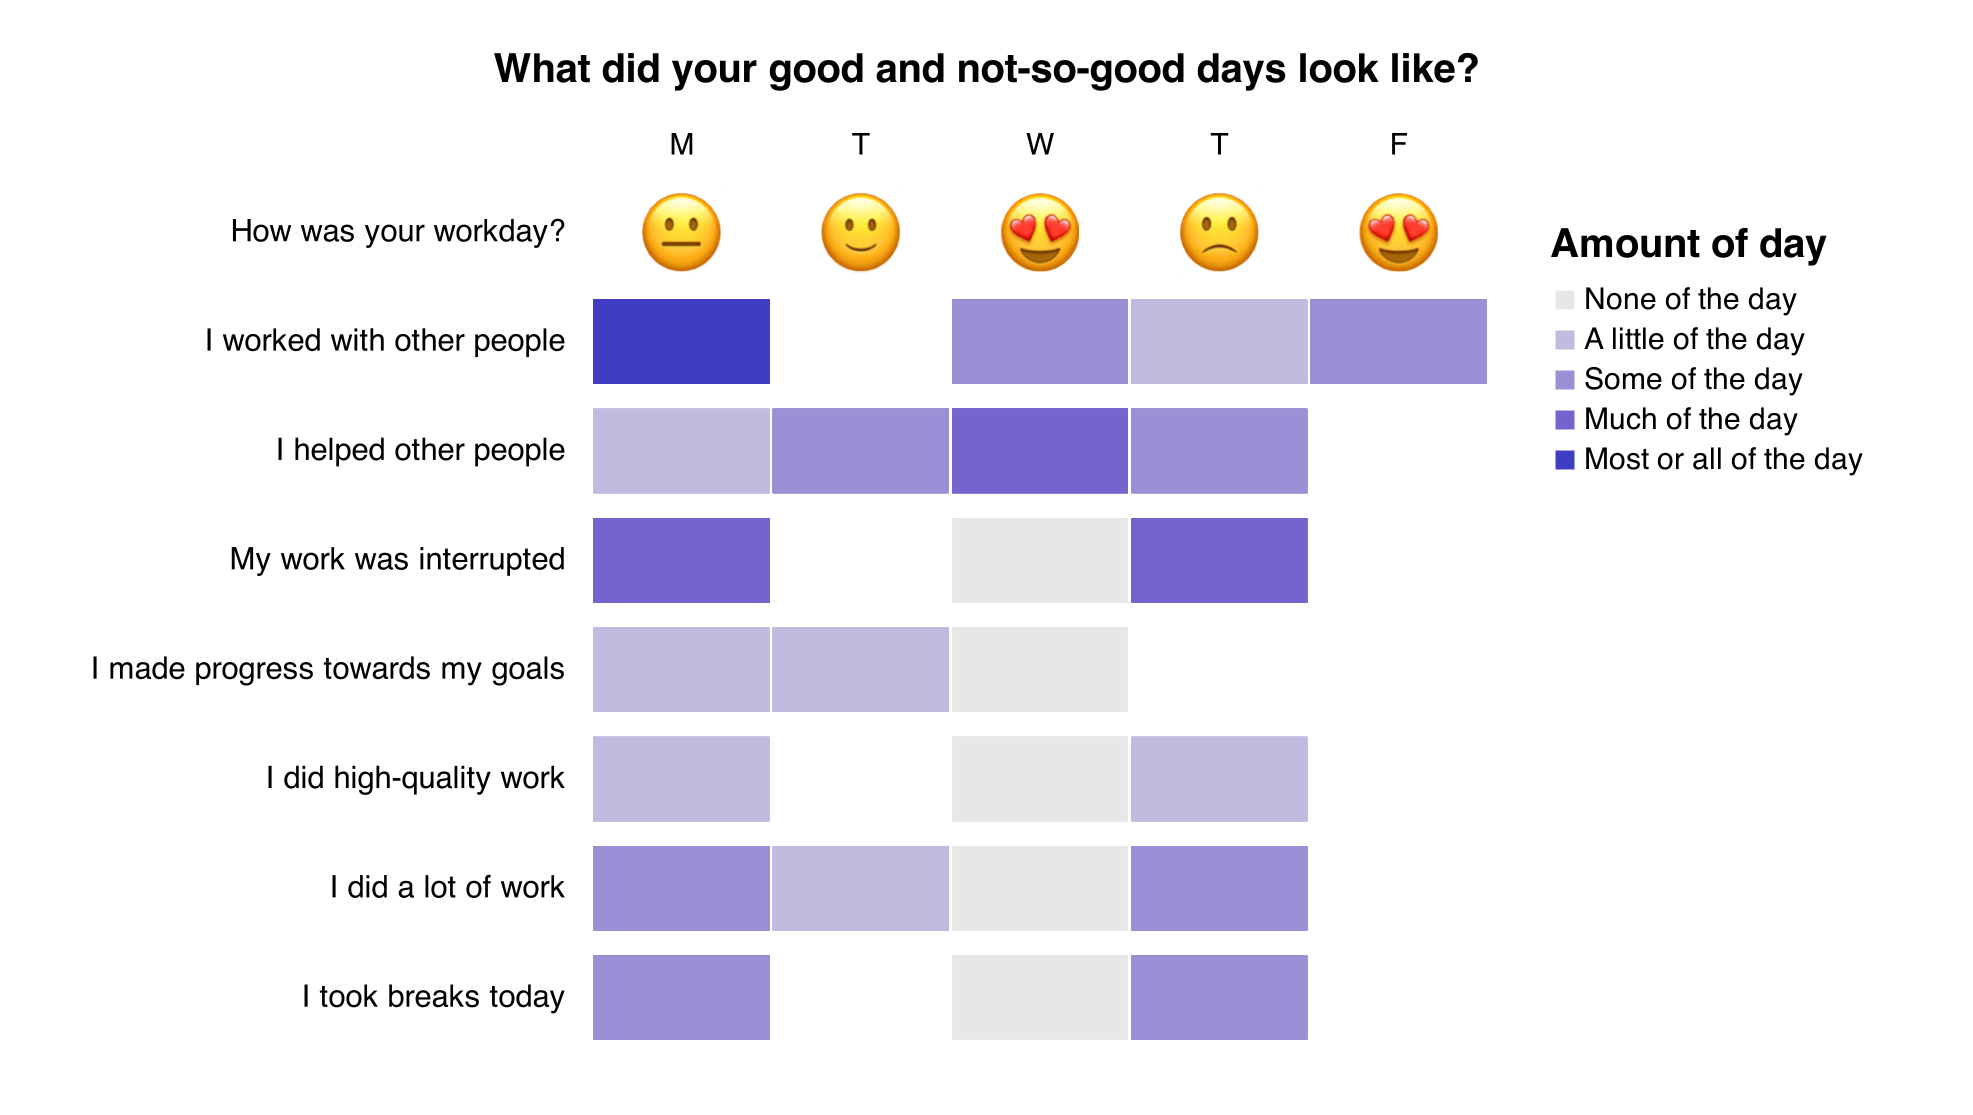 What did your good and not-so-good days look like?
M T W T F
How was your workday?
I worked with other people
I helped other people
My work was interrupted
I made progress towards my goals
I did high-quality work
I did a lot of work
I took breaks today
Amount of day
None of the day
A little of the day
Some of the day
Much of the day
Most or all of the day